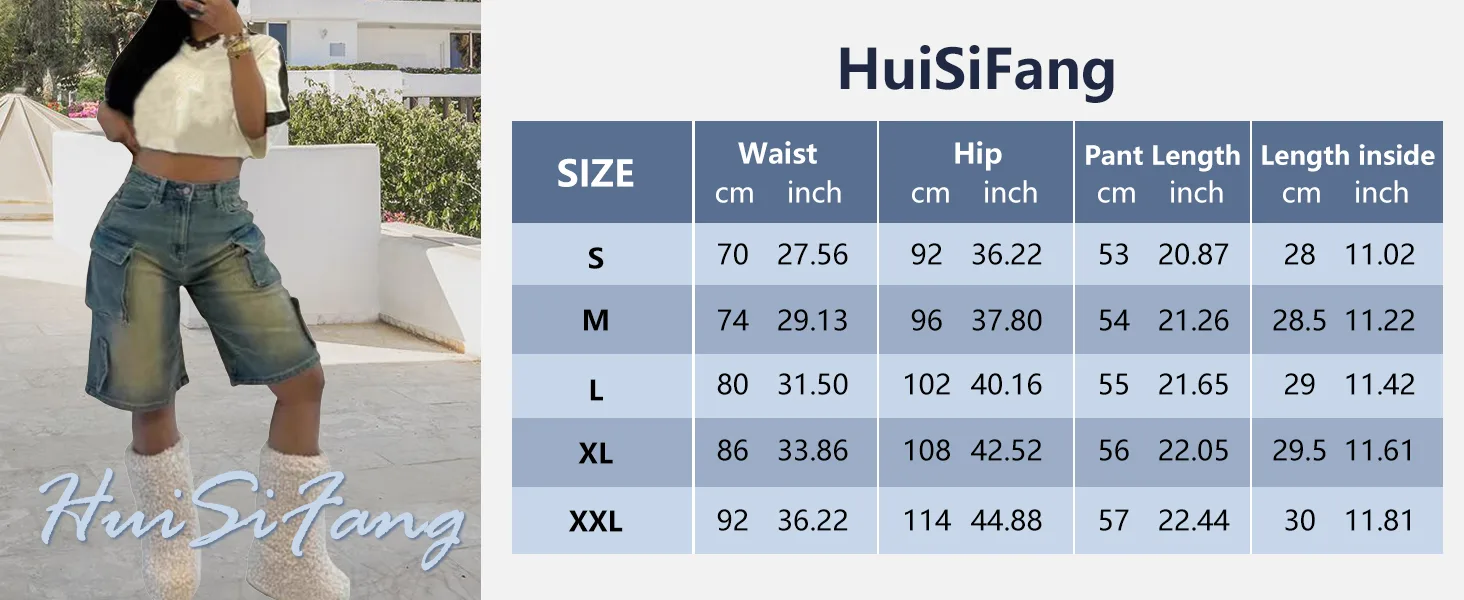 HuiSiFang
HuiSiFang
SIZE Waist Hip Pant Length Length inside
cm inch cm inch cm inch cm inch
S 70 27.56 92 36.22 53 20.87 28 11.02
M 74 29.13 96 37.80 54 21.26 28.5 11.22
L 80 31.50 102 40.16 55 21.65 29 11.42
XL 86 33.86 108 42.52 56 22.05 29.5 11.61
XXL 92 36.22 114 44.88 57 22.44 30 11.81